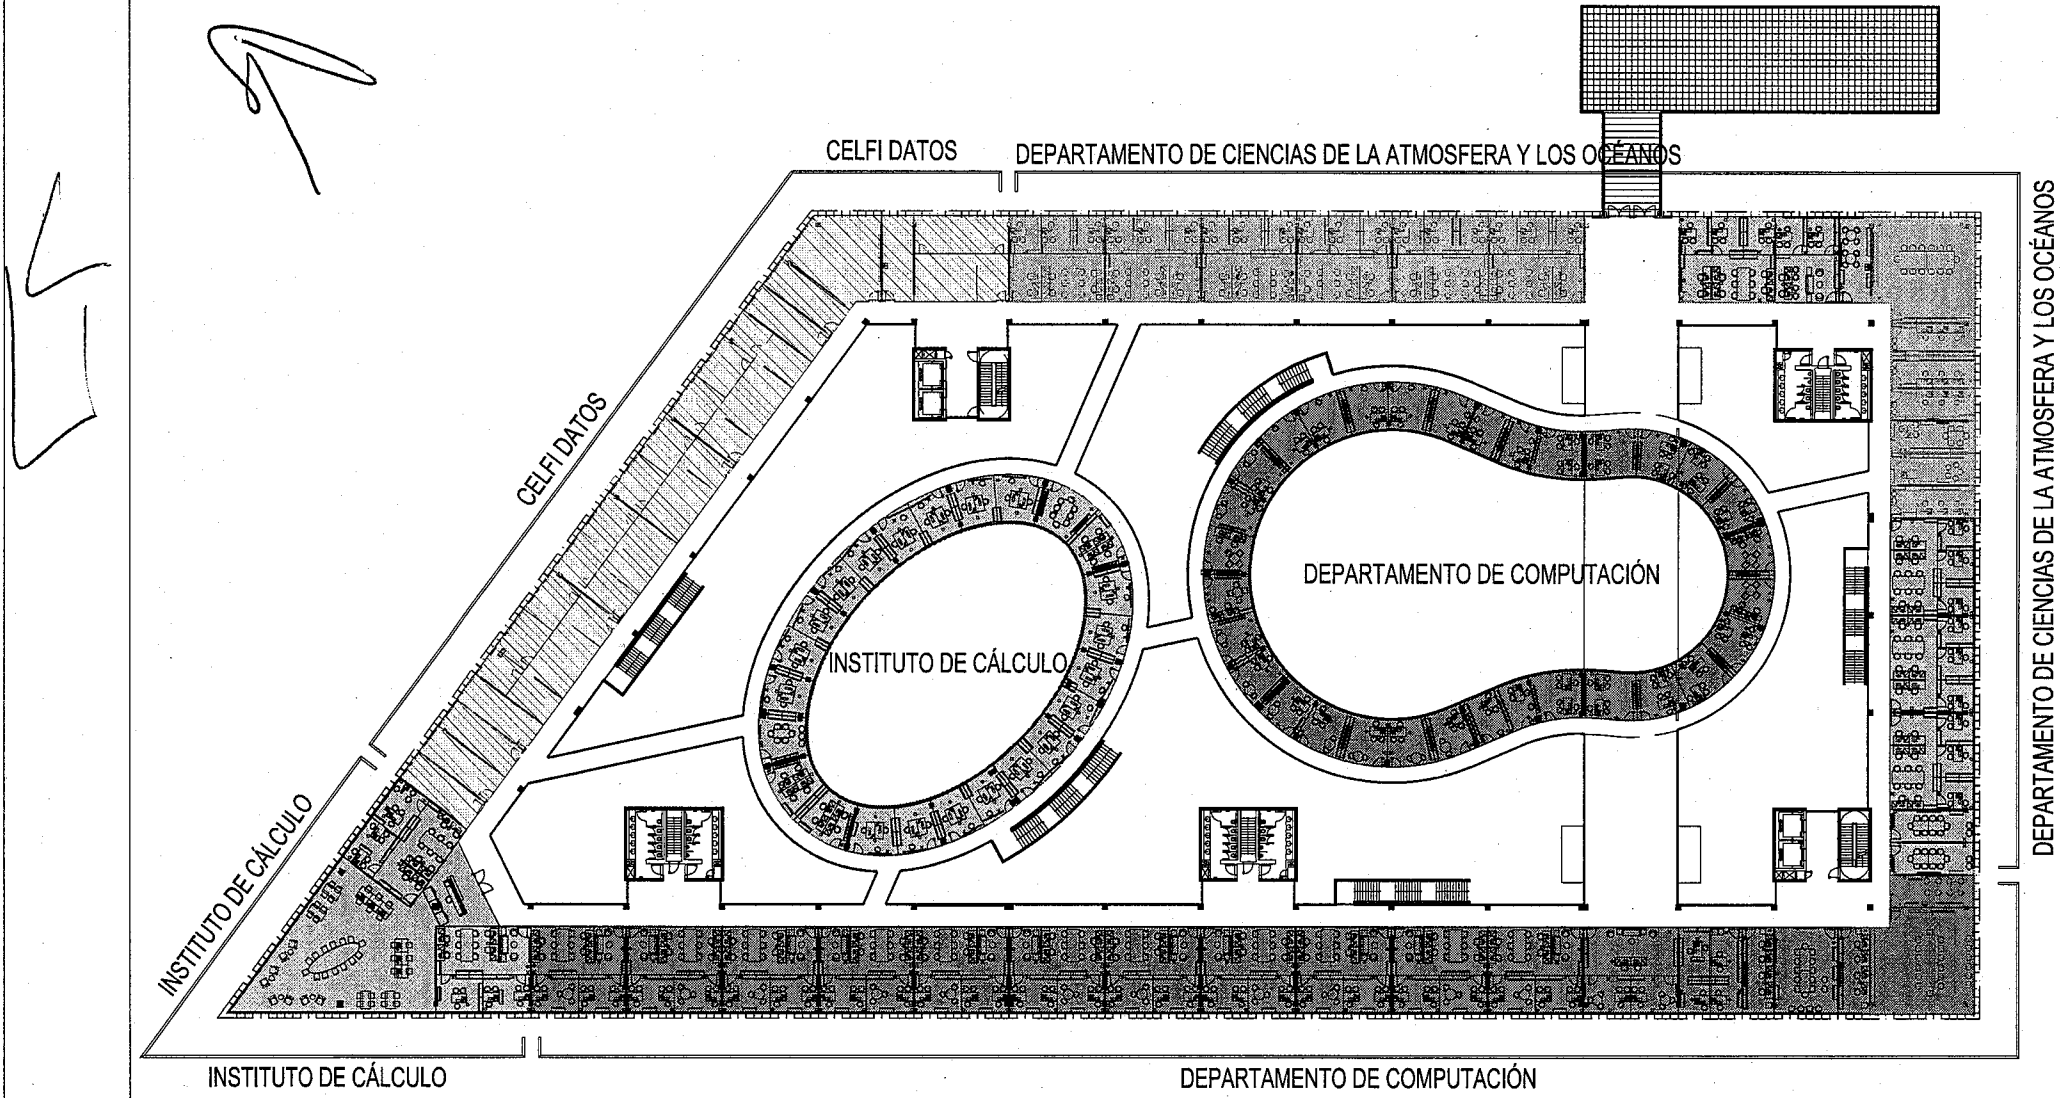 CELFI DATOS
DEPARTAMENTO DE CIENCIAS DE LA ATMOSFERA Y LOS OCÉANOS
DEPARTAMENTO DE CIENCIAS DE LA ATMOSFERA Y LOS OCÉANOS
CELFI DATOS
DEPARTAMENTO DE COMPUTACIÓN
INSTITUTO DE CÁLCULO
INSTITUTO DE CÁLCULO
INSTITUTO DE CÁLCULO
DEPARTAMENTO DE COMPUTACIÓN